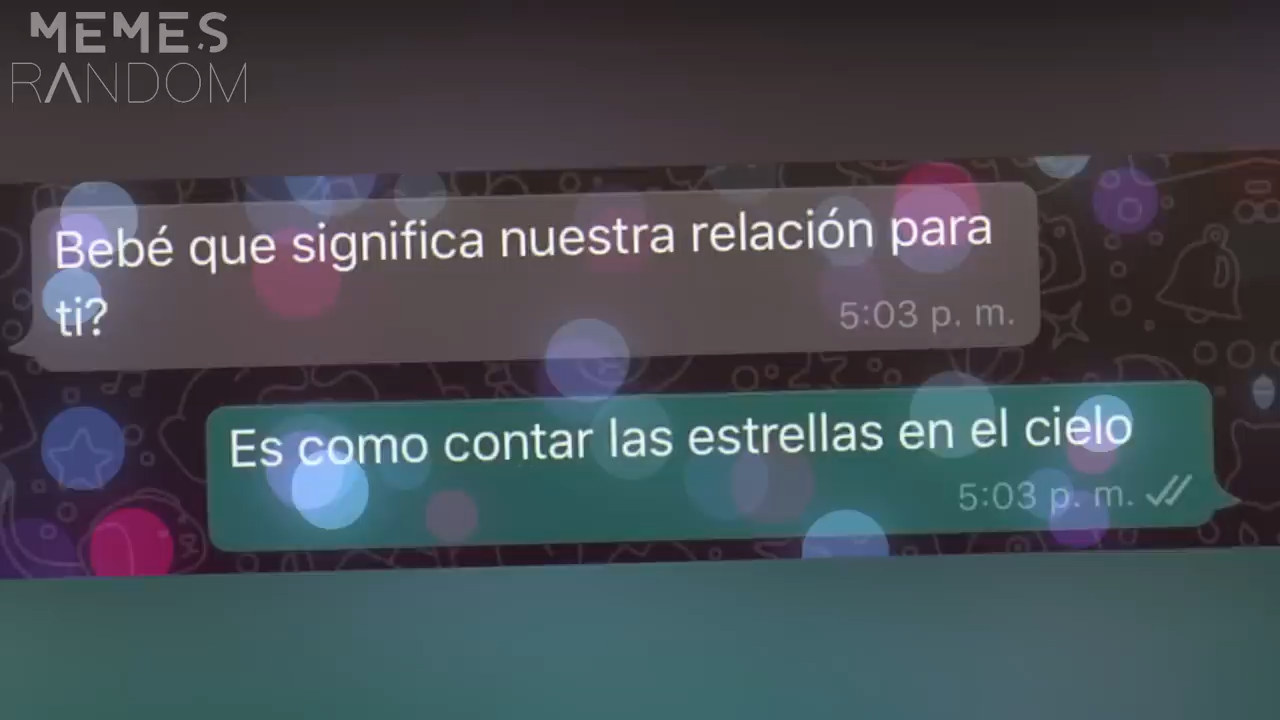 MEMES
RANDOM
Bebé que significa nuestra relación para
ti?
5:03 p. m.
Es como contar las estrellas en el cielo
5:03 p. m.